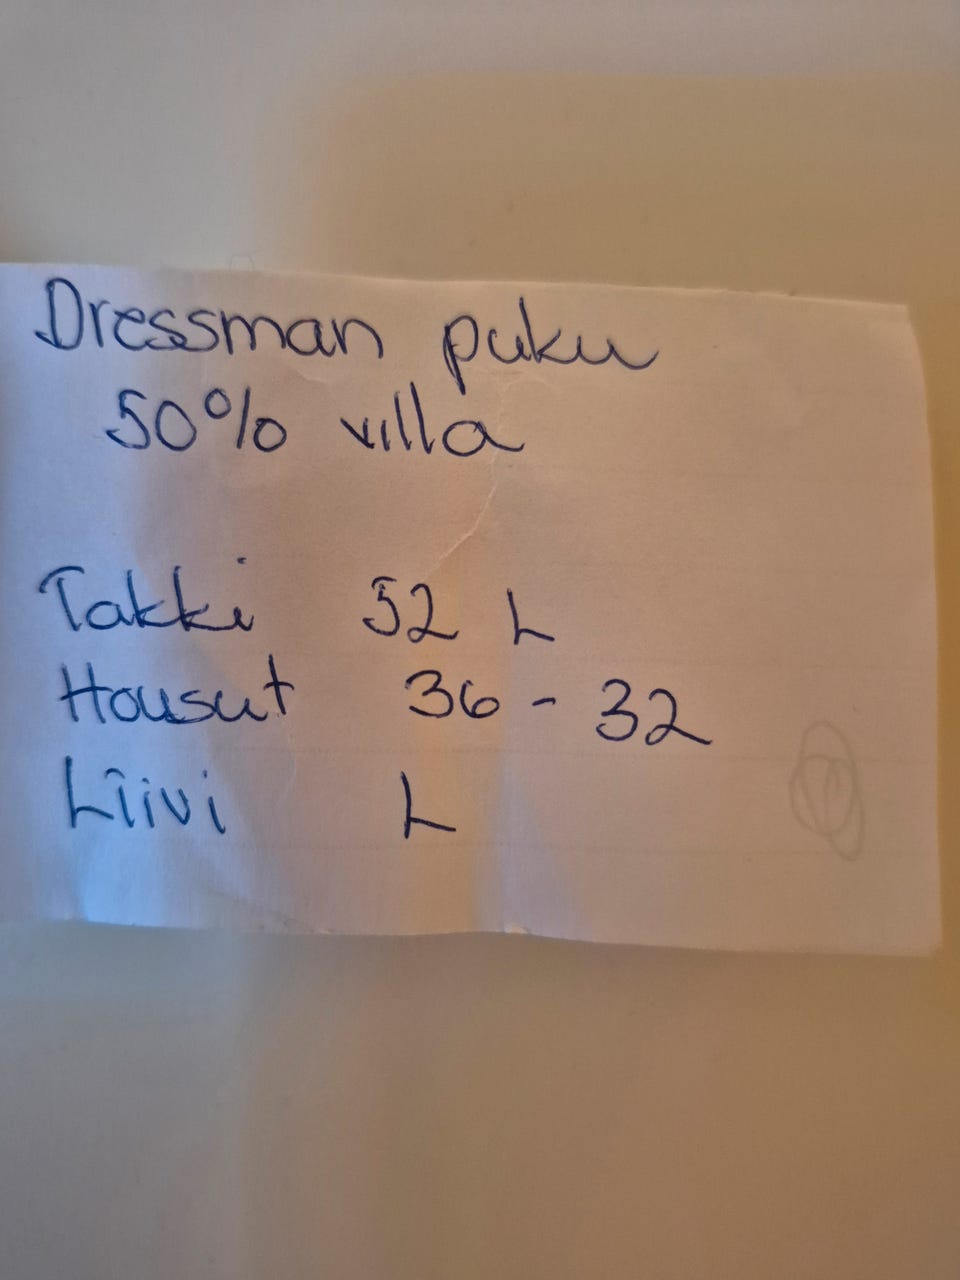 Dressman puku
50% villa
Takki 52 L
Housut 36 - 32
Liivi L